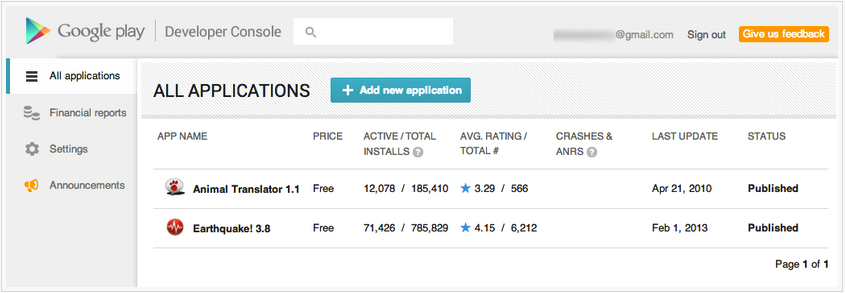 Google play | Developer Console @gmail.com Sign out Give us feedback
All applications
Financial reports
Settings
Announcements
ALL APPLICATIONS + Add new application
APP NAME PRICE ACTIVE / TOTAL INSTALLS ? AVG. RATING / TOTAL # CRASHES & ANRS ? LAST UPDATE STATUS
Animal Translator 1.1 Free 12,078 / 185,410 ★ 3.29 / 566 Apr 21, 2010 Published
Earthquake! 3.8 Free 71,426 / 785,829 ★ 4.15 / 6,212 Feb 1, 2013 Published
Page 1 of 1